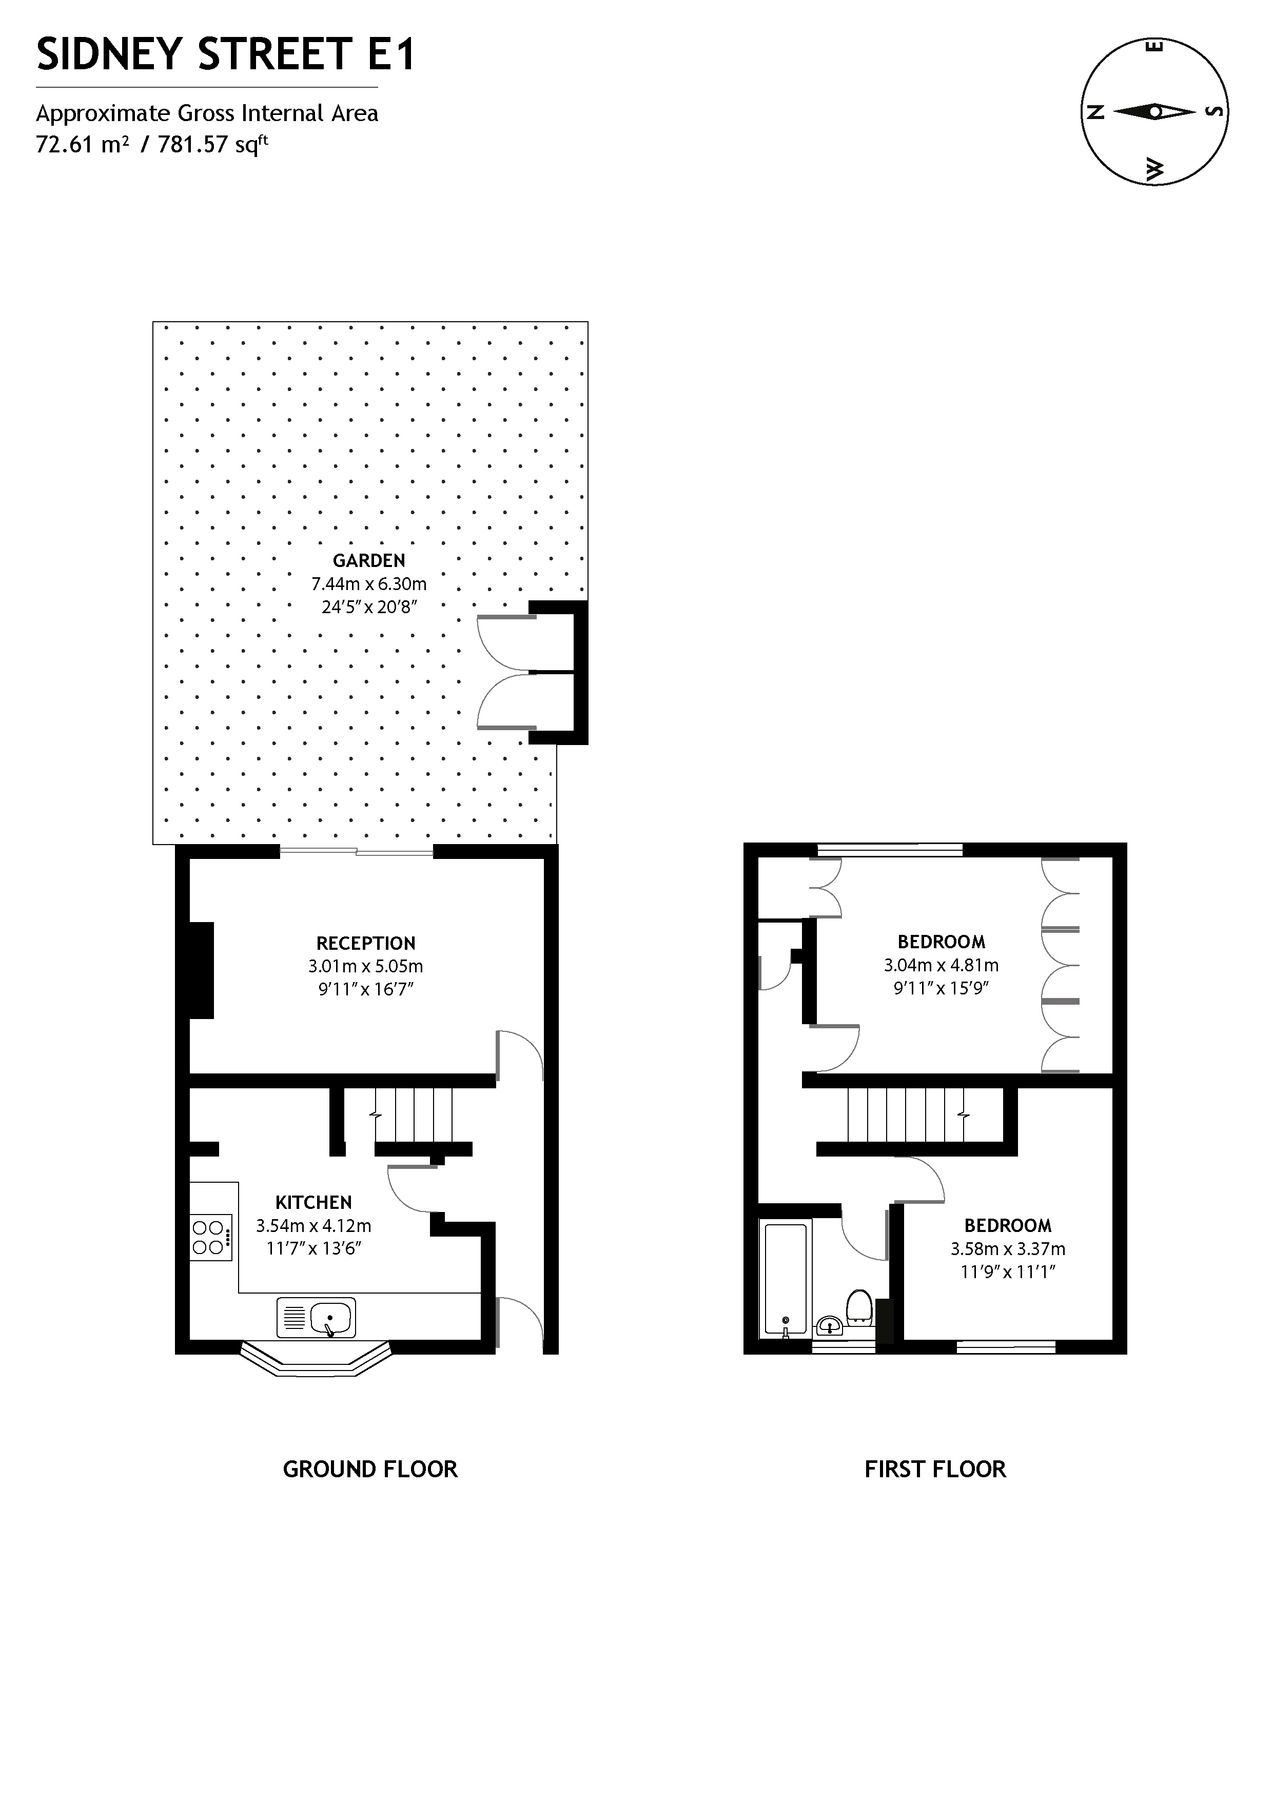 SIDNEY STREET E1
Approximate Gross Internal Area
72.61 m² / 781.57 sqft
E
N
S
W
GARDEN
7.44m x 6.30m
24’5” x 20’8”
RECEPTION
3.01m x 5.05m
9’11” x 16’7”
BEDROOM
3.04m x 4.81m
9’11” x 15’9”
KITCHEN
3.54m x 4.12m
11’7” x 13’6”
BEDROOM
3.58m x 3.37m
11’9” x 11’1”
GROUND FLOOR
FIRST FLOOR